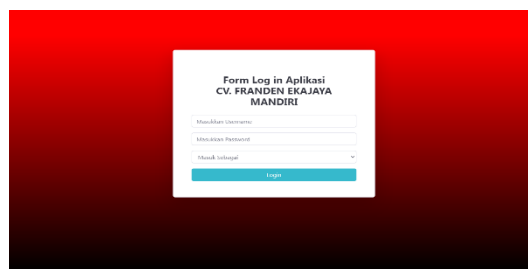 Form Log in Aplikasi
CV. FRANDEN EKAJAYA
MANDIRI
Masukkan Username
Masukkan Password
Masuk Sebagai
Login